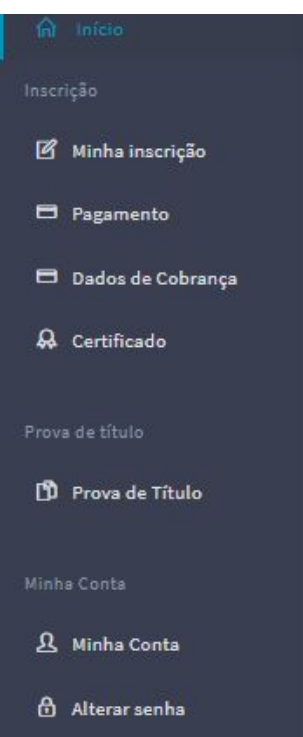 Início
Inscrição
Minha inscrição
Pagamento
Dados de Cobrança
Certificado
Prova de título
Prova de Título
Minha Conta
Minha Conta
Alterar senha